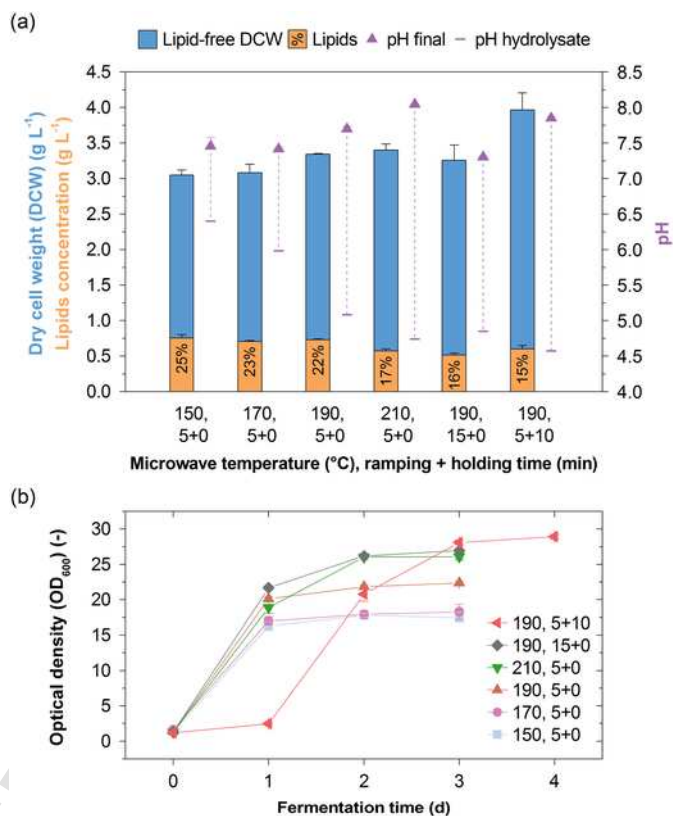 (a)
Lipid-free DCW % Lipids pH final pH hydrolysate
Dry cell weight (DCW) (g L-1)
Lipids concentration (g L-1)
4.5
4.0
3.5
3.0
2.5
2.0
1.5
1.0
0.5
0.0
25% 23% 22% 17% 16% 15%
8.5
8.0
7.5
7.0
6.5
6.0
5.5
5.0
4.5
4.0
pH
150, 170, 190, 210, 190, 190,
5+0 5+0 5+0 5+0 15+0 5+10
Microwave temperature (°C), ramping + holding time (min)
(b)
Optical density (OD600) (-)
30
25
20
15
10
5
0
190, 5+10
190, 15+0
210, 5+0
190, 5+0
170, 5+0
150, 5+0
0 1 2 3 4
Fermentation time (d)